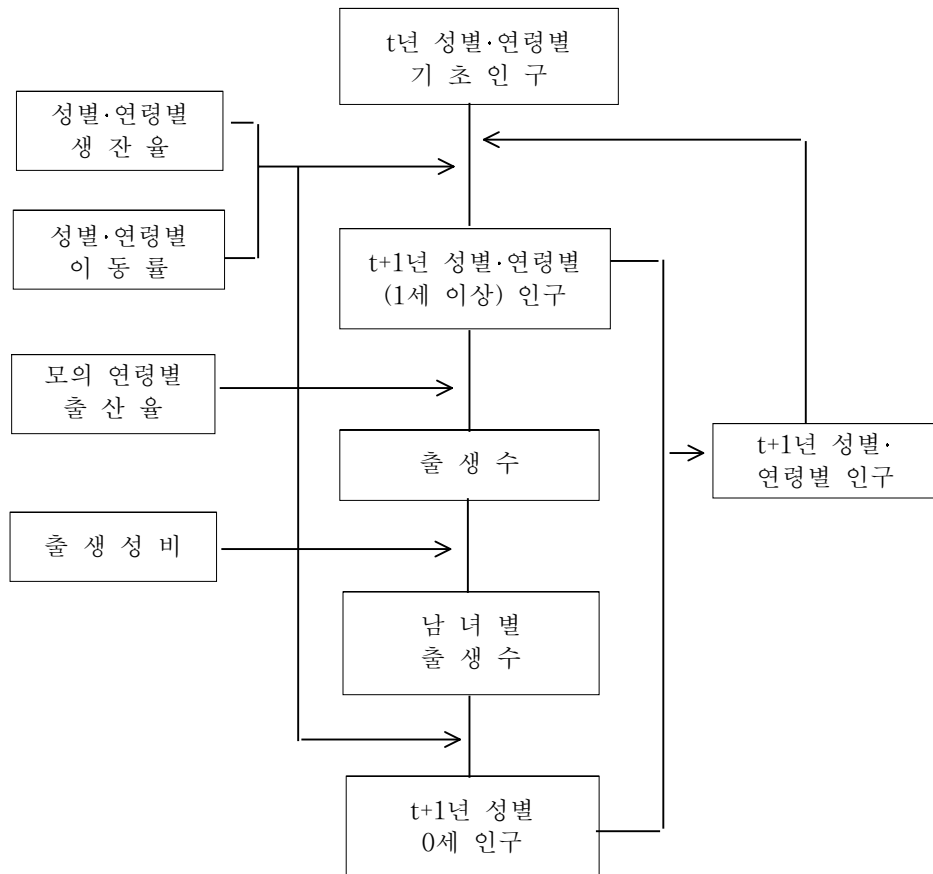 t년 성별·연령별
기 초 인 구
성별·연령별
생 잔 율
성별·연령별
이 동 률
t+1년 성별·연령별
(1세 이상) 인구
모의 연령별
출 산 율
출 생 수
t+1년 성별·
연령별 인구
출 생 성 비
남 녀 별
출 생 수
t+1년 성별
0세 인구